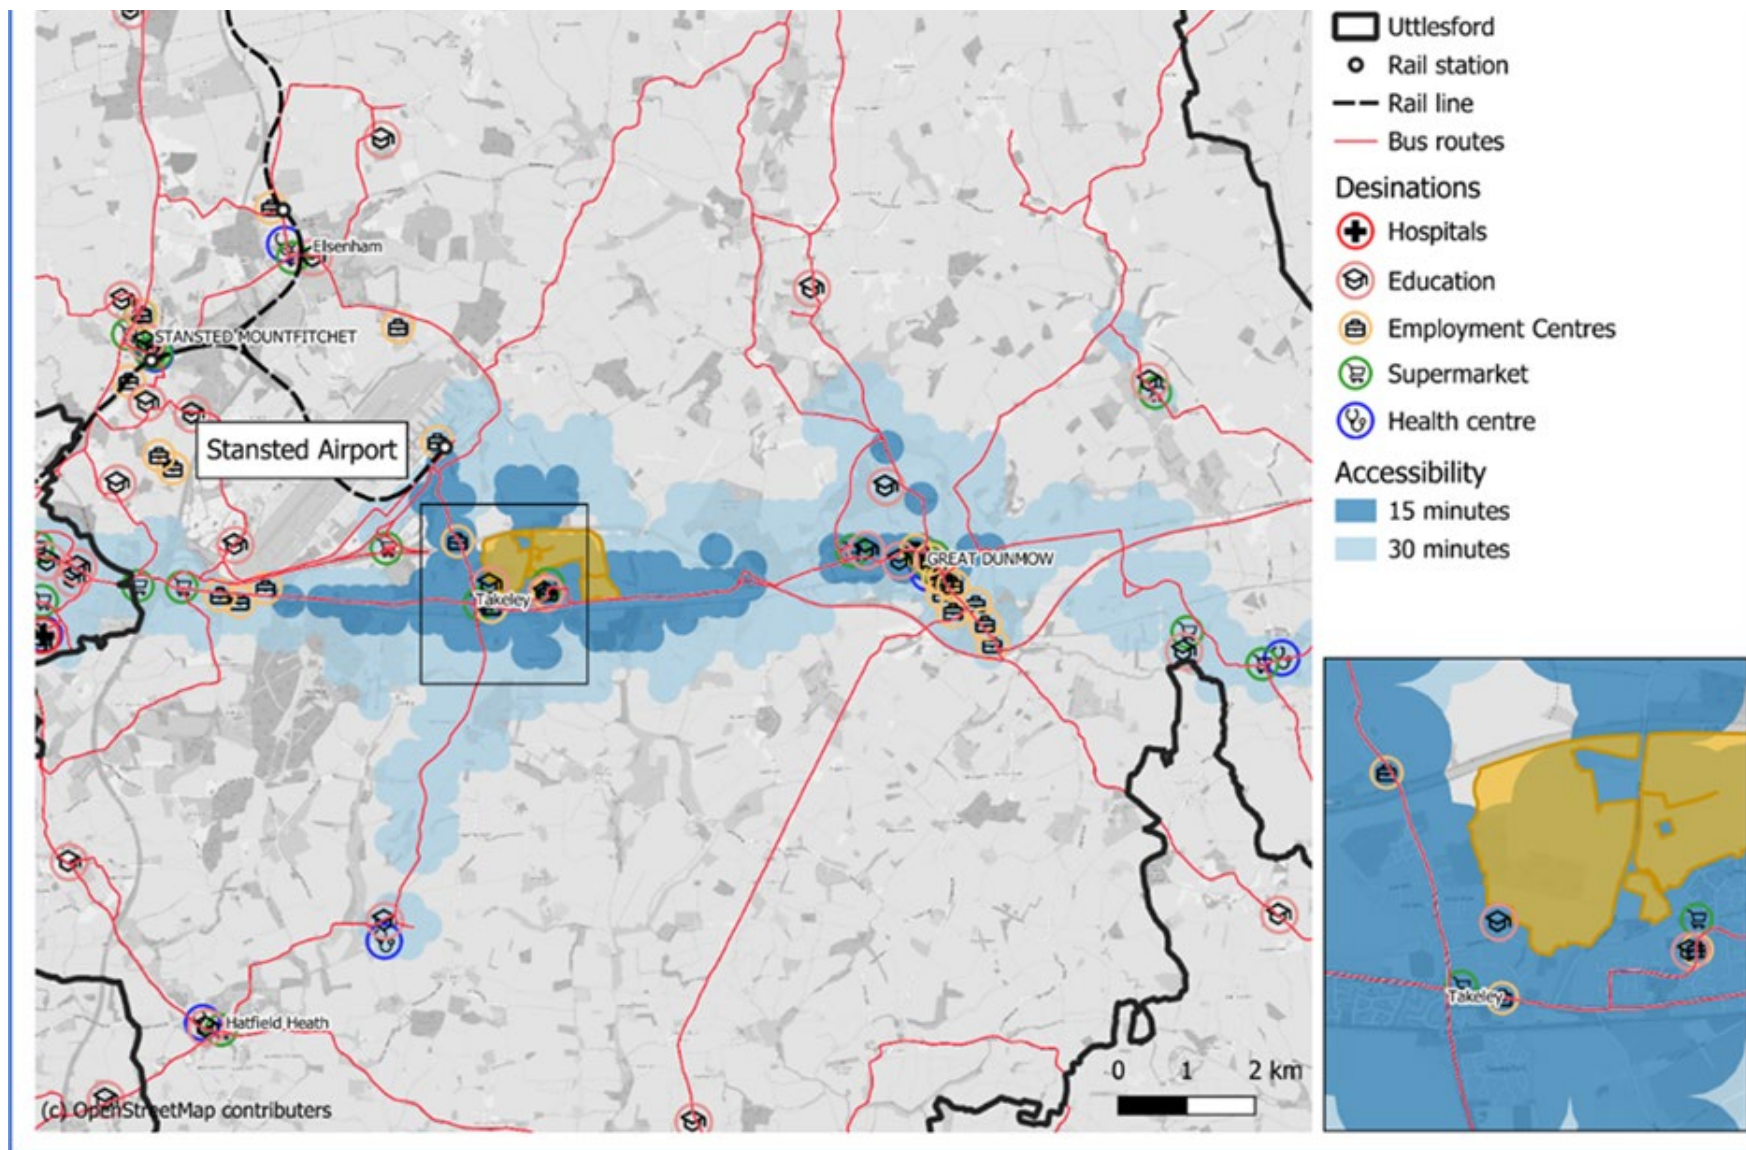 Uttlesford
Rail station
Rail line
Bus routes
Desinations
Hospitals
Education
Employment Centres
Supermarket
Health centre
Accessibility
15 minutes
30 minutes
Elsenham
STANSTED MOUNTFITCHET
Stansted Airport
GREAT DUNMOW
Takeley
Takeley
Hatfield Heath
0 1 2 km
(c) OpenStreetMap contributers